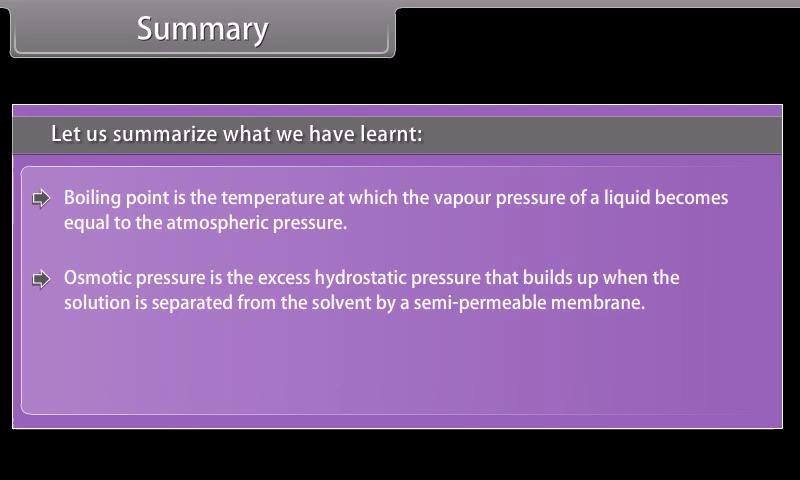 Summary
Let us summarize what we have learnt:
Boiling point is the temperature at which the vapour pressure of a liquid becomes
equal to the atmospheric pressure.
Osmotic pressure is the excess hydrostatic pressure that builds up when the
solution is separated from the solvent by a semi-permeable membrane.